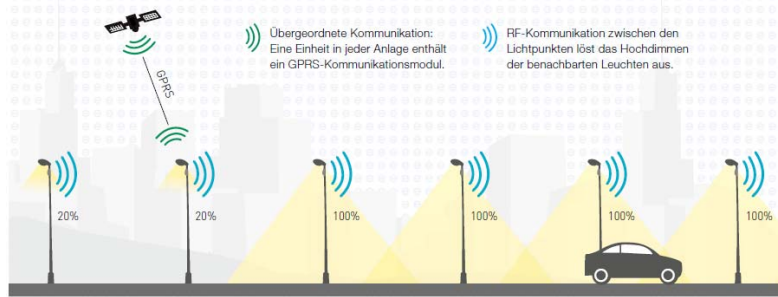 Übergeordnete Kommunikation:
Eine Einheit in jeder Anlage enthält
ein GPRS-Kommunikationsmodul.
RF-Kommunikation zwischen den
Lichtpunkten löst das Hochdimmen
der benachbarten Leuchten aus.
GPRS
20%
20%
100%
100%
100%
100%